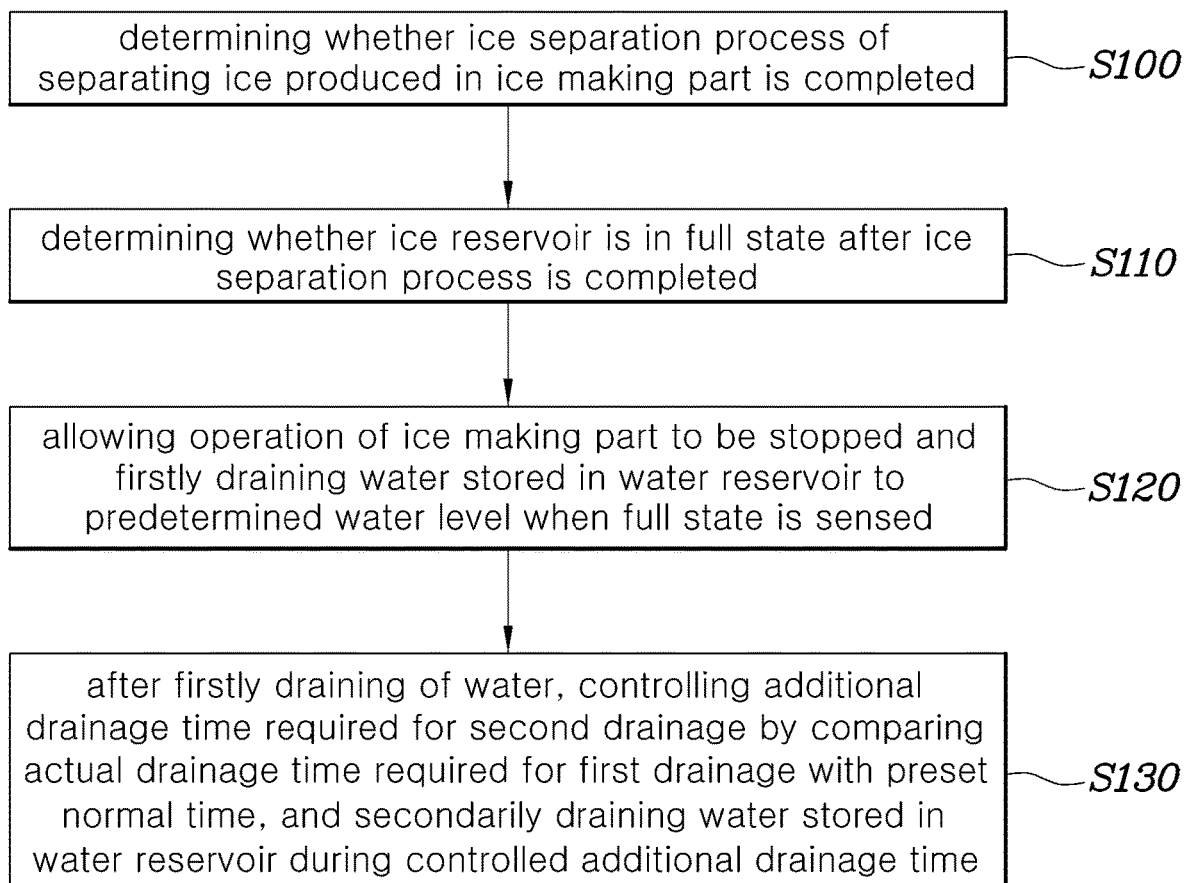 determining whether ice separation process of
separating ice produced in ice making part is completed
S100
determining whether ice reservoir is in full state after ice
separation process is completed
S110
allowing operation of ice making part to be stopped and
firstly draining water stored in water reservoir to
predetermined water level when full state is sensed
S120
after firstly draining of water, controlling additional
drainage time required for second drainage by comparing
actual drainage time required for first drainage with preset
normal time, and secondarily draining water stored in
water reservoir during controlled additional drainage time
S130